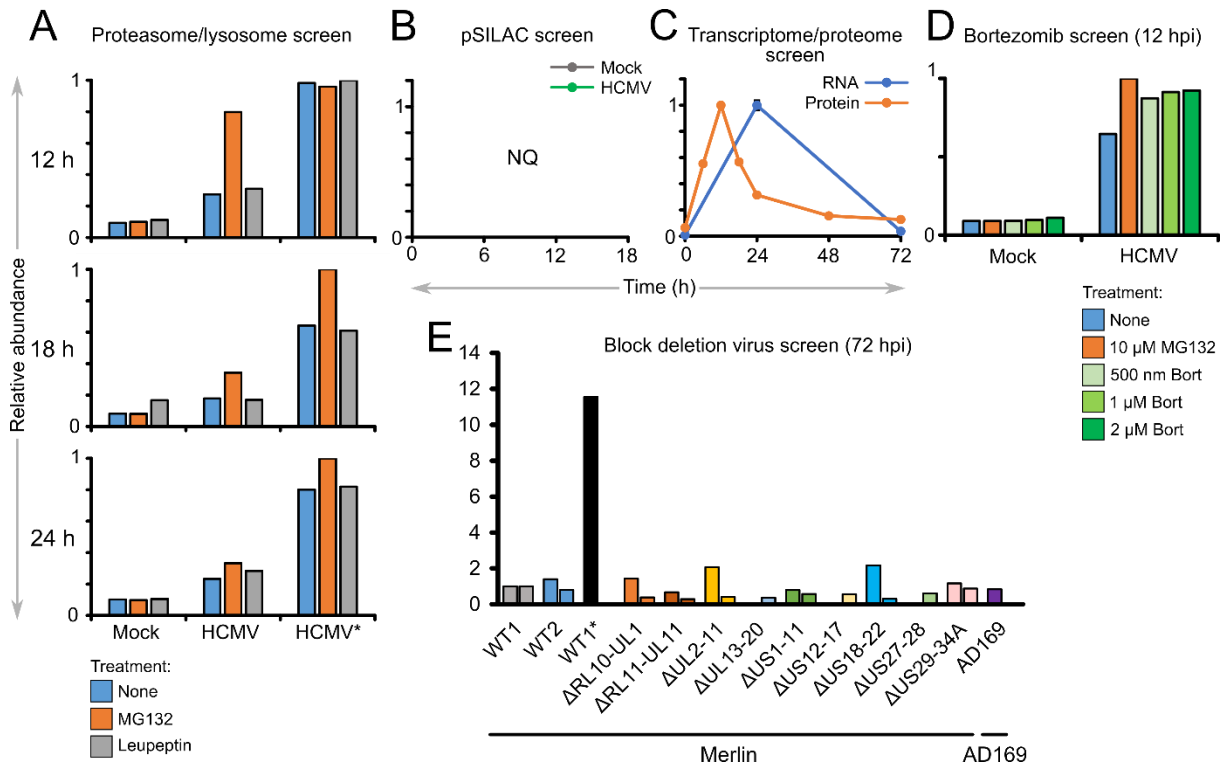 A
Proteasome/lysosome screen
Relative abundance
1
12 h
0
1
18 h
0
1
24 h
0
Mock
HCMV
HCMV*
Treatment:
None
MG132
Leupeptin
B
pSILAC screen
Mock
HCMV
1
NQ
0
0
6
12
18
C
Transcriptome/proteome
screen
RNA
Protein
1
0
0
24
48
72
Time (h)
D
Bortezomib screen (12 hpi)
1
0
Mock
HCMV
Treatment:
None
10 µM MG132
500 nm Bort
1 µM Bort
2 µM Bort
E
Block deletion virus screen (72 hpi)
14
12
10
8
6
4
2
0
WT1
WT2
WT1*
ΔRL10-UL1
ΔRL11-UL11
ΔUL2-11
ΔUL13-20
ΔUS1-11
ΔUS12-17
ΔUS18-22
ΔUS27-28
ΔUS29-34A
AD169
Merlin
AD169